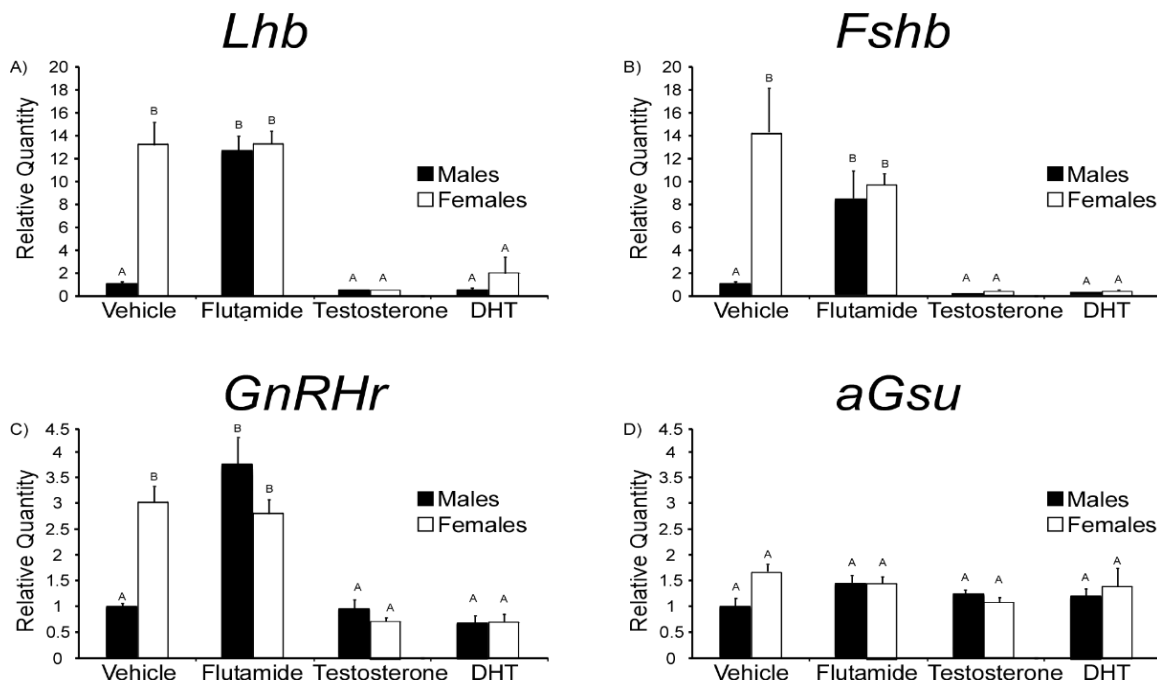 Lhb
A)
20
18
16
14
12
10
8
6
4
2
0
Relative Quantity
A B B B A A A A
Males
Females
Vehicle Flutamide Testosterone DHT
Fshb
B)
20
18
16
14
12
10
8
6
4
2
0
Relative Quantity
A B B B A A A A
Males
Females
Vehicle Flutamide Testosterone DHT
GnRHr
C)
4.5
4
3.5
3
2.5
2
1.5
1
0.5
0
Relative Quantity
A B B B A A A A
Males
Females
Vehicle Flutamide Testosterone DHT
aGsu
D)
4.5
4
3.5
3
2.5
2
1.5
1
0.5
0
Relative Quantity
A A A A A A A A
Males
Females
Vehicle Flutamide Testosterone DHT